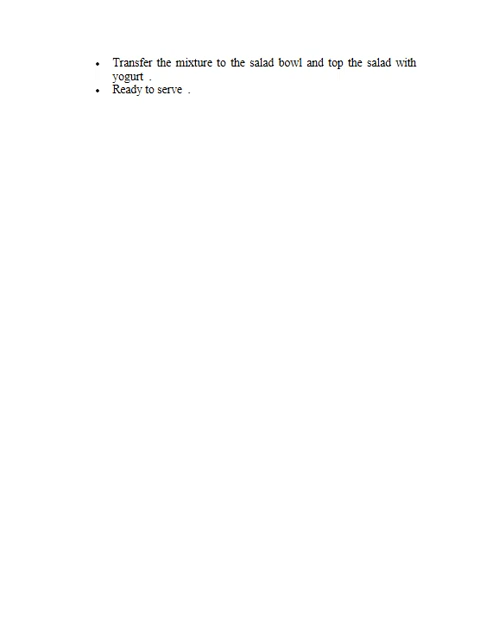 • Transfer the mixture to the salad bowl and top the salad with
yogurt .
• Ready to serve .